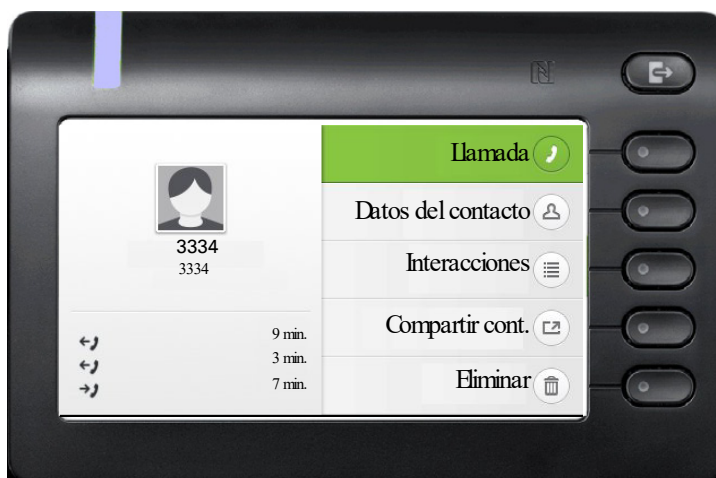 3334
3334
9 min.
3 min.
7 min.
Llamada
Datos del contacto
Interacciones
Compartir cont.
Eliminar